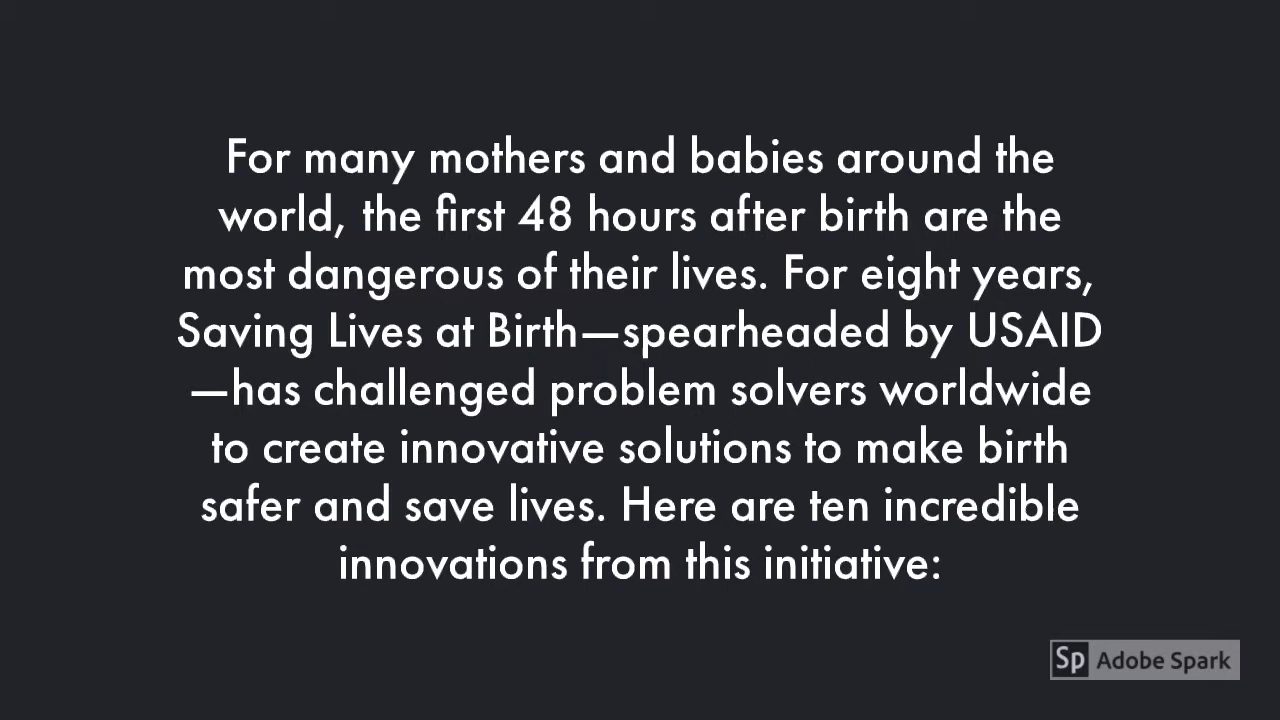 For many mothers and babies around the
world, the first 48 hours after birth are the
most dangerous of their lives. For eight years,
Saving Lives at Birth—spearheaded by USAID
—has challenged problem solvers worldwide
to create innovative solutions to make birth
safer and save lives. Here are ten incredible
innovations from this initiative:
Sp Adobe Spark